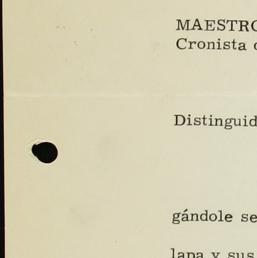 MAESTRO
Cronista
Distinguid
gándole se
lapa y sus